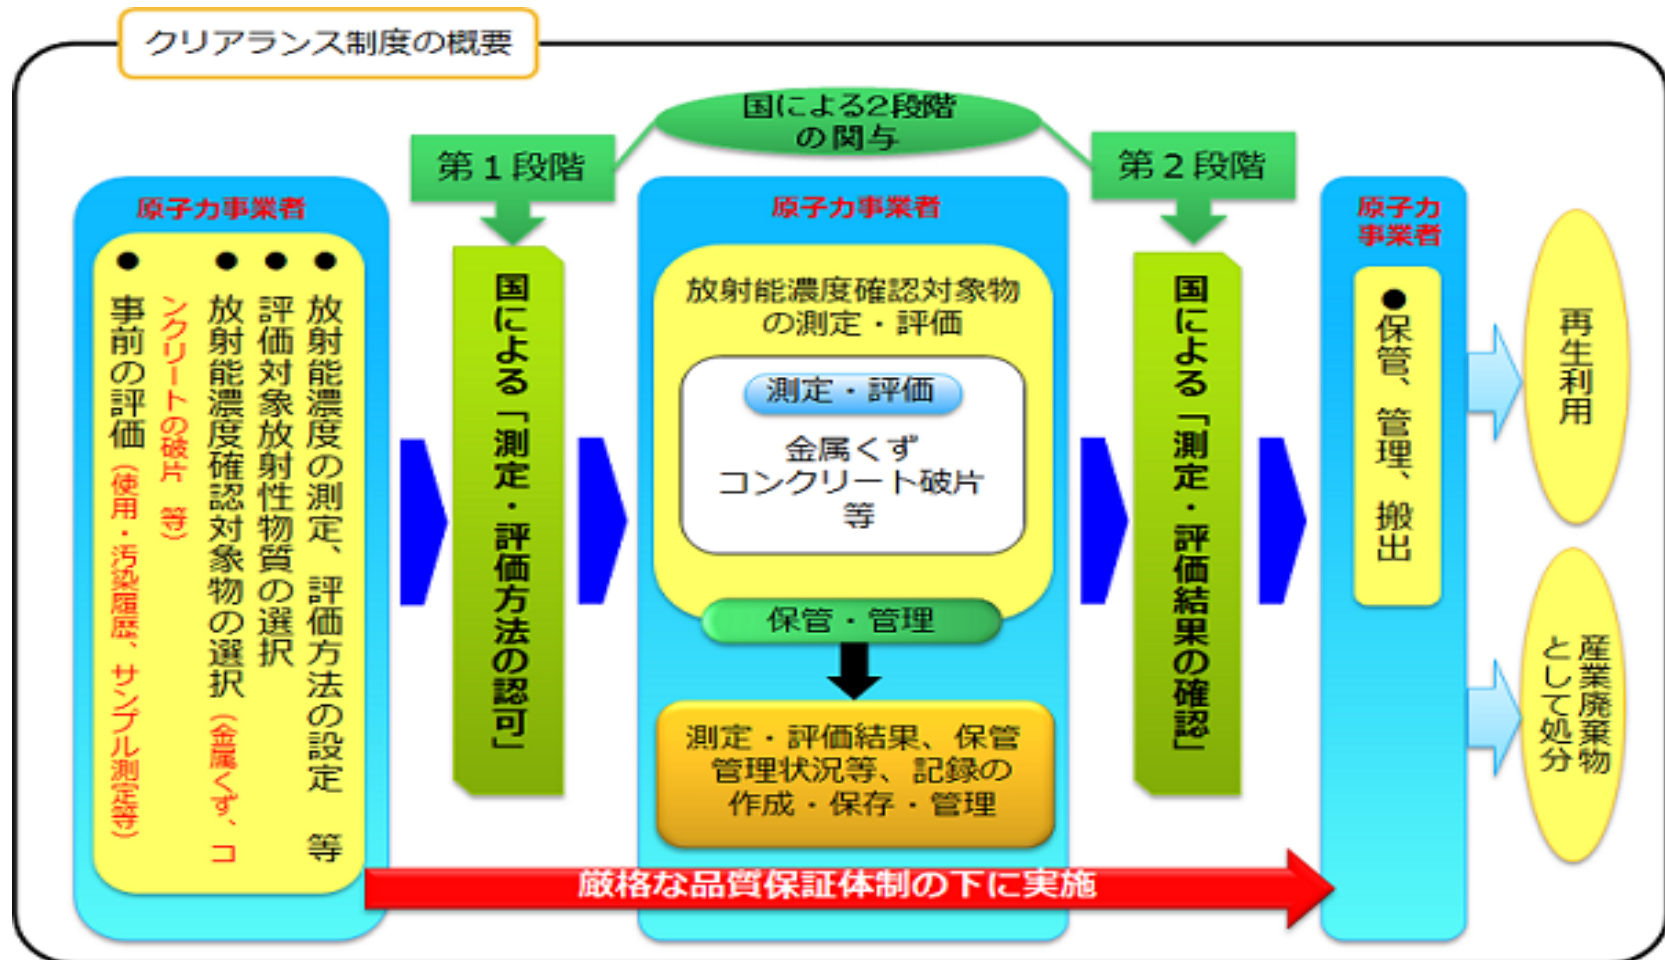 クリアランス制度の概要
国による2段階
の関与
第１段階
第２段階
原子力事業者
放射能濃度の測定、評価方法の設定　等
評価対象放射性物質の選択
放射能濃度確認対象物の選択（金属くず、コ
ンクリートの破片　等）
事前の評価（使用・汚染履歴、サンプル測定等）
国による「測定・評価方法の認可」
原子力事業者
放射能濃度確認対象物
の測定・評価
測定・評価
金属くず
コンクリート破片
等
保管・管理
測定・評価結果、保管
管理状況等、記録の
作成・保存・管理
国による「測定・評価結果の確認」
原子力
事業者
●保管、管理、搬出
再生利用
産業廃棄物
として処分
厳格な品質保証体制の下に実施